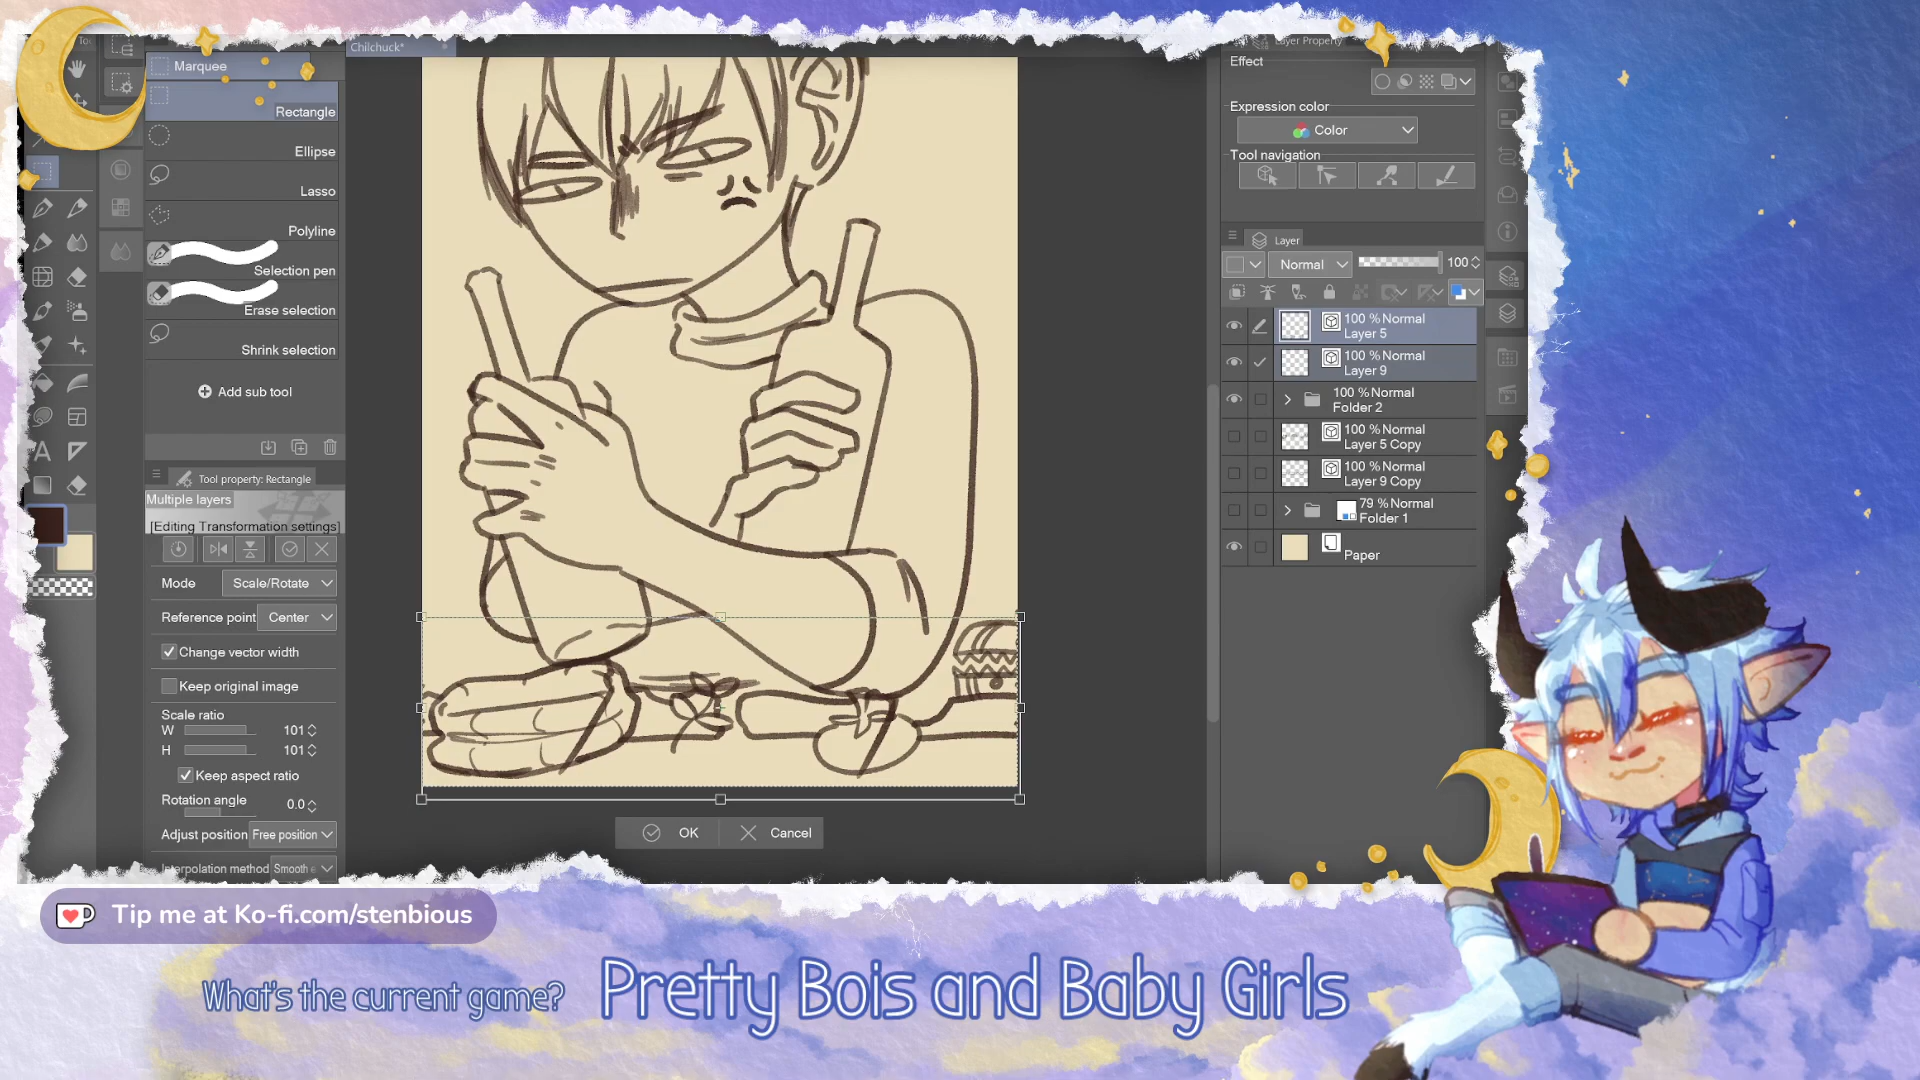 Chilchuck*
Marquee
Rectangle
Ellipse
Lasso
Polyline
Selection pen
Erase selection
Shrink selection
Add sub tool
Tool property: Rectangle
Multiple layers
[Editing Transformation settings]
Mode Scale/Rotate
Reference point Center
Change vector width
Keep original image
Scale ratio
W 101
H 101
Keep aspect ratio
Rotation angle 0.0
Adjust position Free position
Interpolation method Smooth
OK Cancel
Layer Property
Effect
Expression color
Color
Tool navigation
Layer
Normal 100
100 % Normal
Layer 5
100 % Normal
Layer 9
100 % Normal
Folder 2
100 % Normal
Layer 5 Copy
100 % Normal
Layer 9 Copy
79 % Normal
Folder 1
Paper
Tip me at Ko-fi.com/stenbious
What's the current game? Pretty Bois and Baby Girls